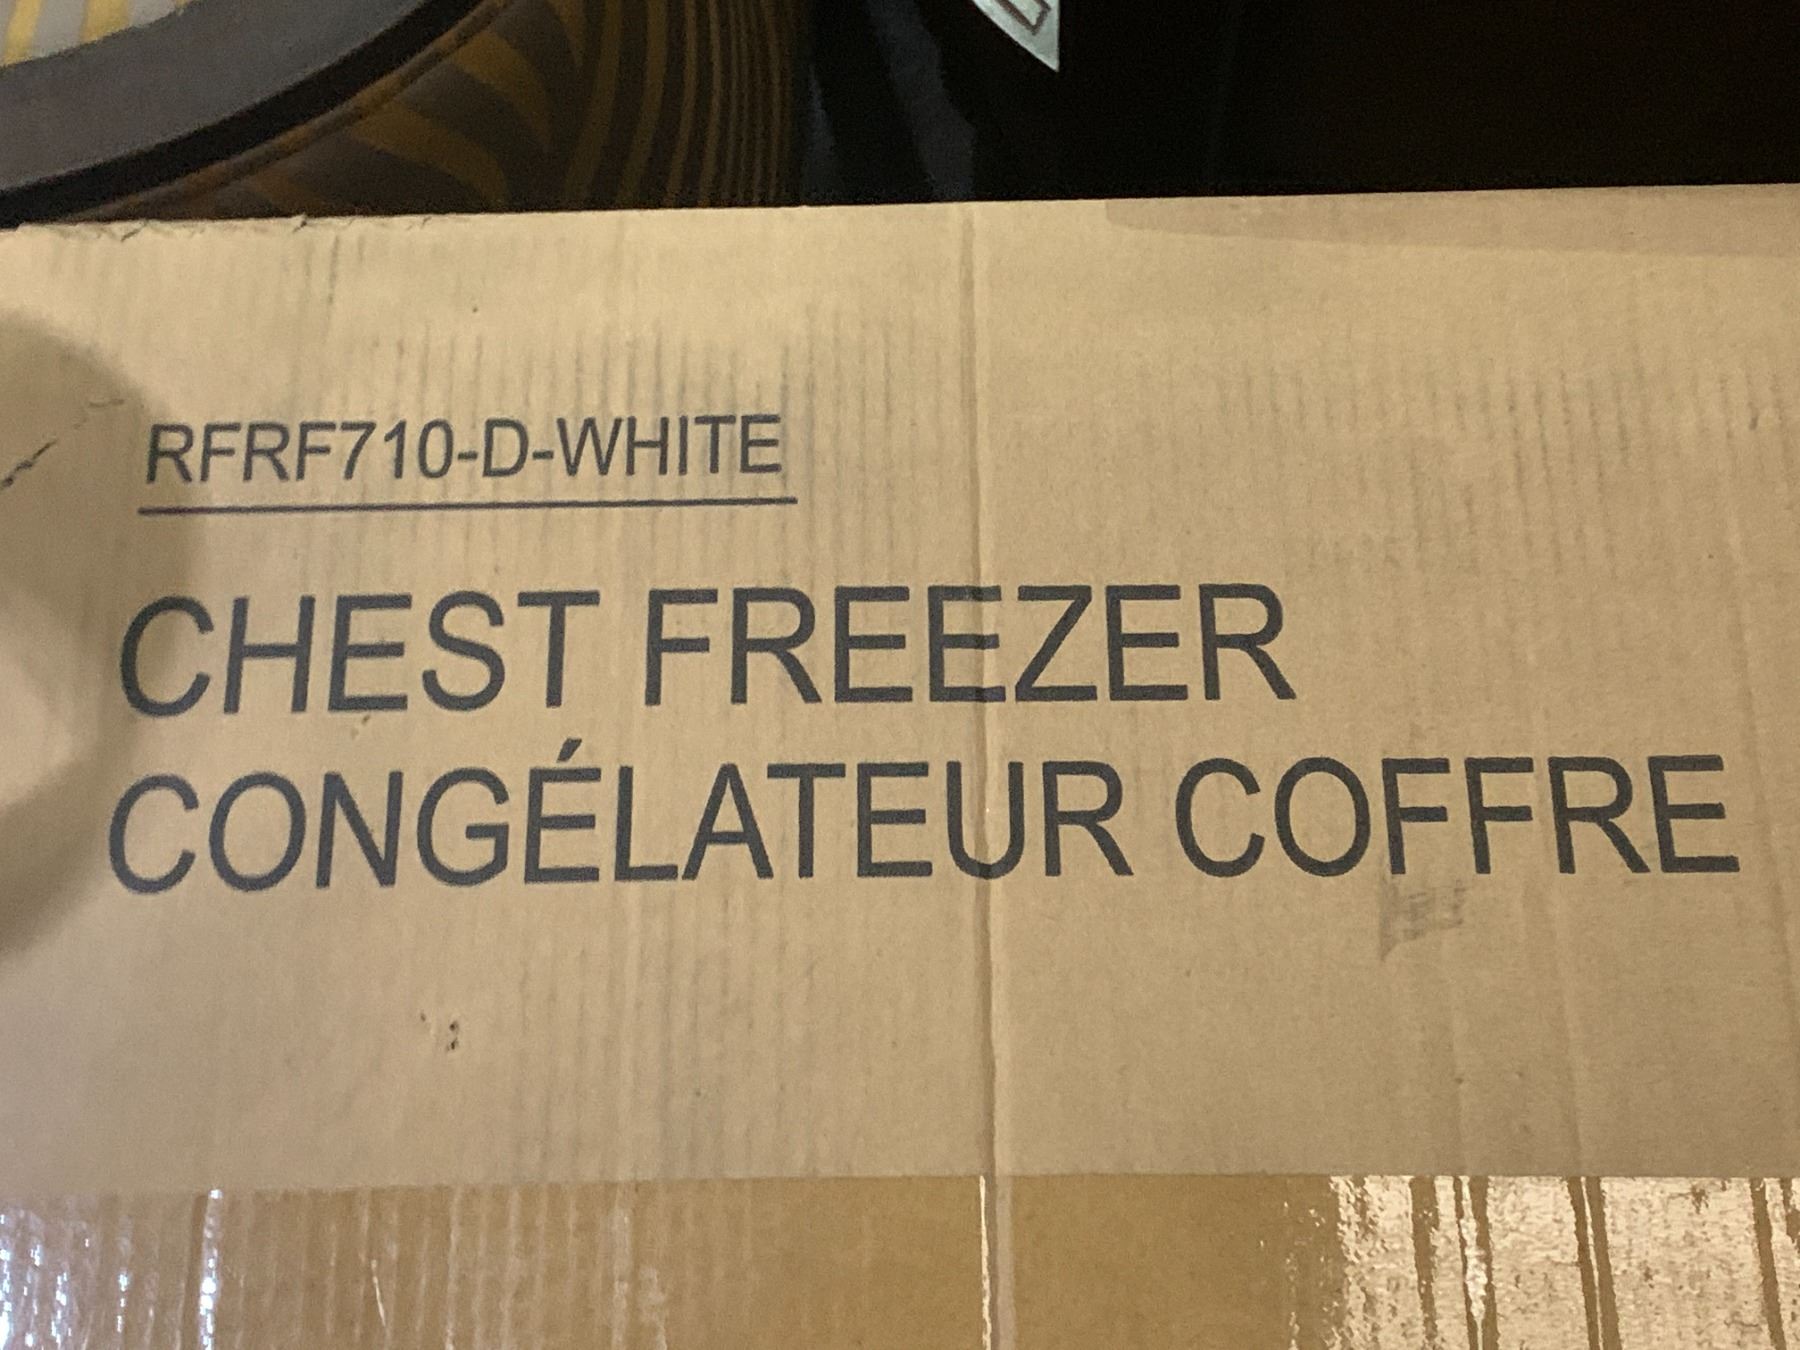 RFRF710-D-WHITE
CHEST FREEZER
CONGÉLATEUR COFFRE